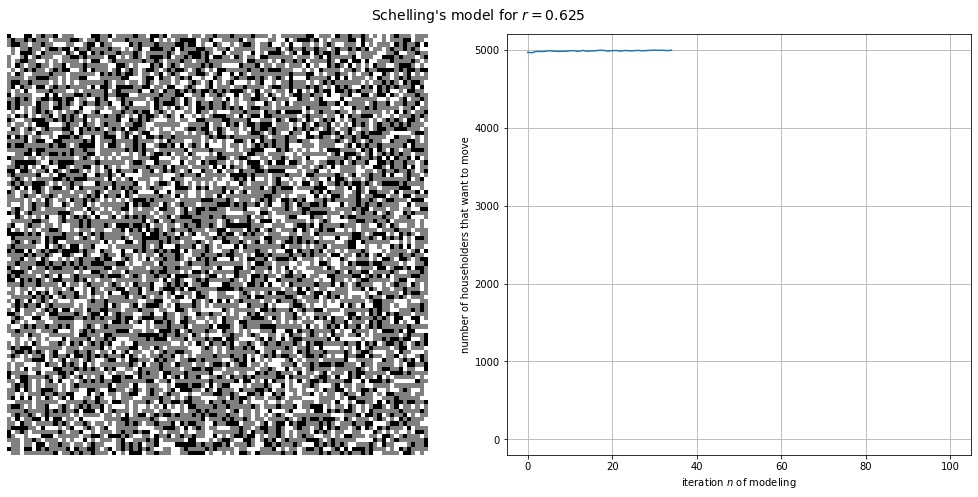 Schelling's model for r = 0.625
number of householders that want to move
5000
4000
3000
2000
1000
0
0 20 40 60 80 100
iteration n of modeling